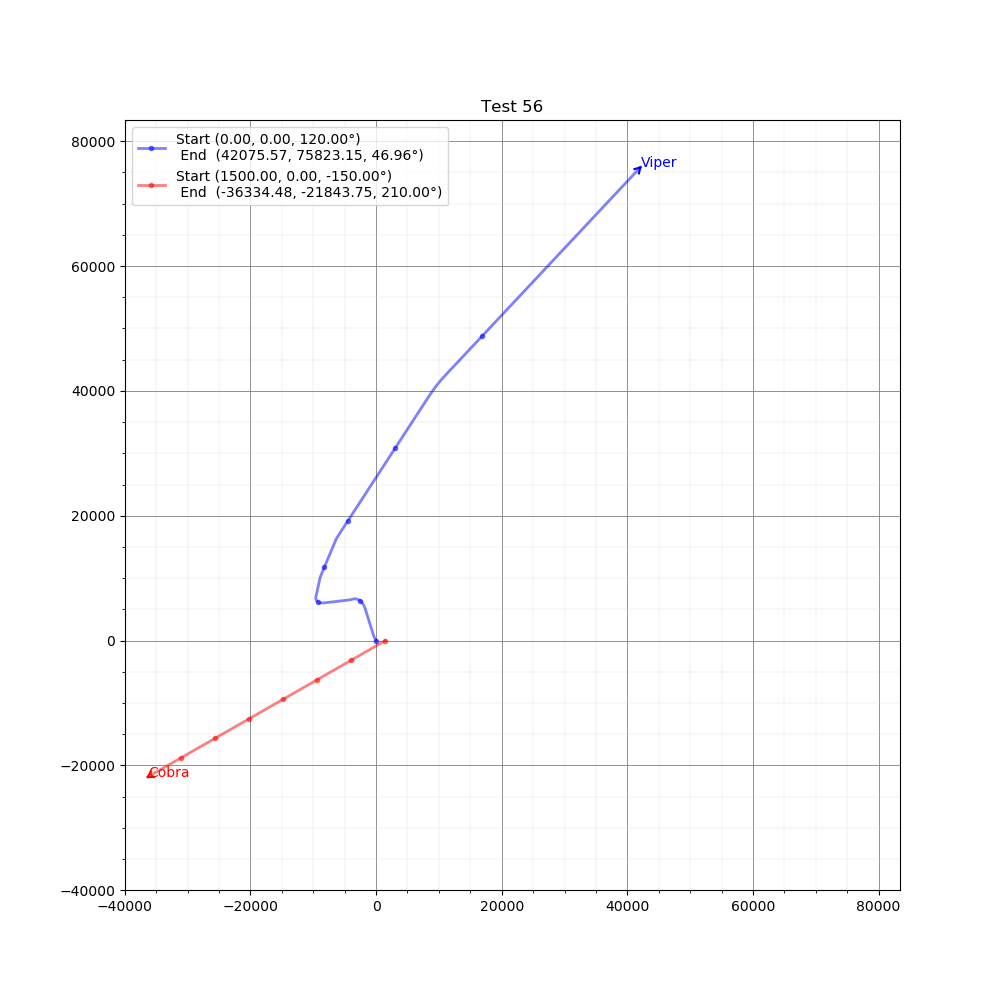 Test 56
Start (0.00, 0.00, 120.00°)
End (42075.57, 75823.15, 46.96°)
Start (1500.00, 0.00, -150.00°)
End (-36334.48, -21843.75, 210.00°)
Viper
Cobra
80000
60000
40000
20000
0
−20000
−40000
−40000 −20000 0 20000 40000 60000 80000